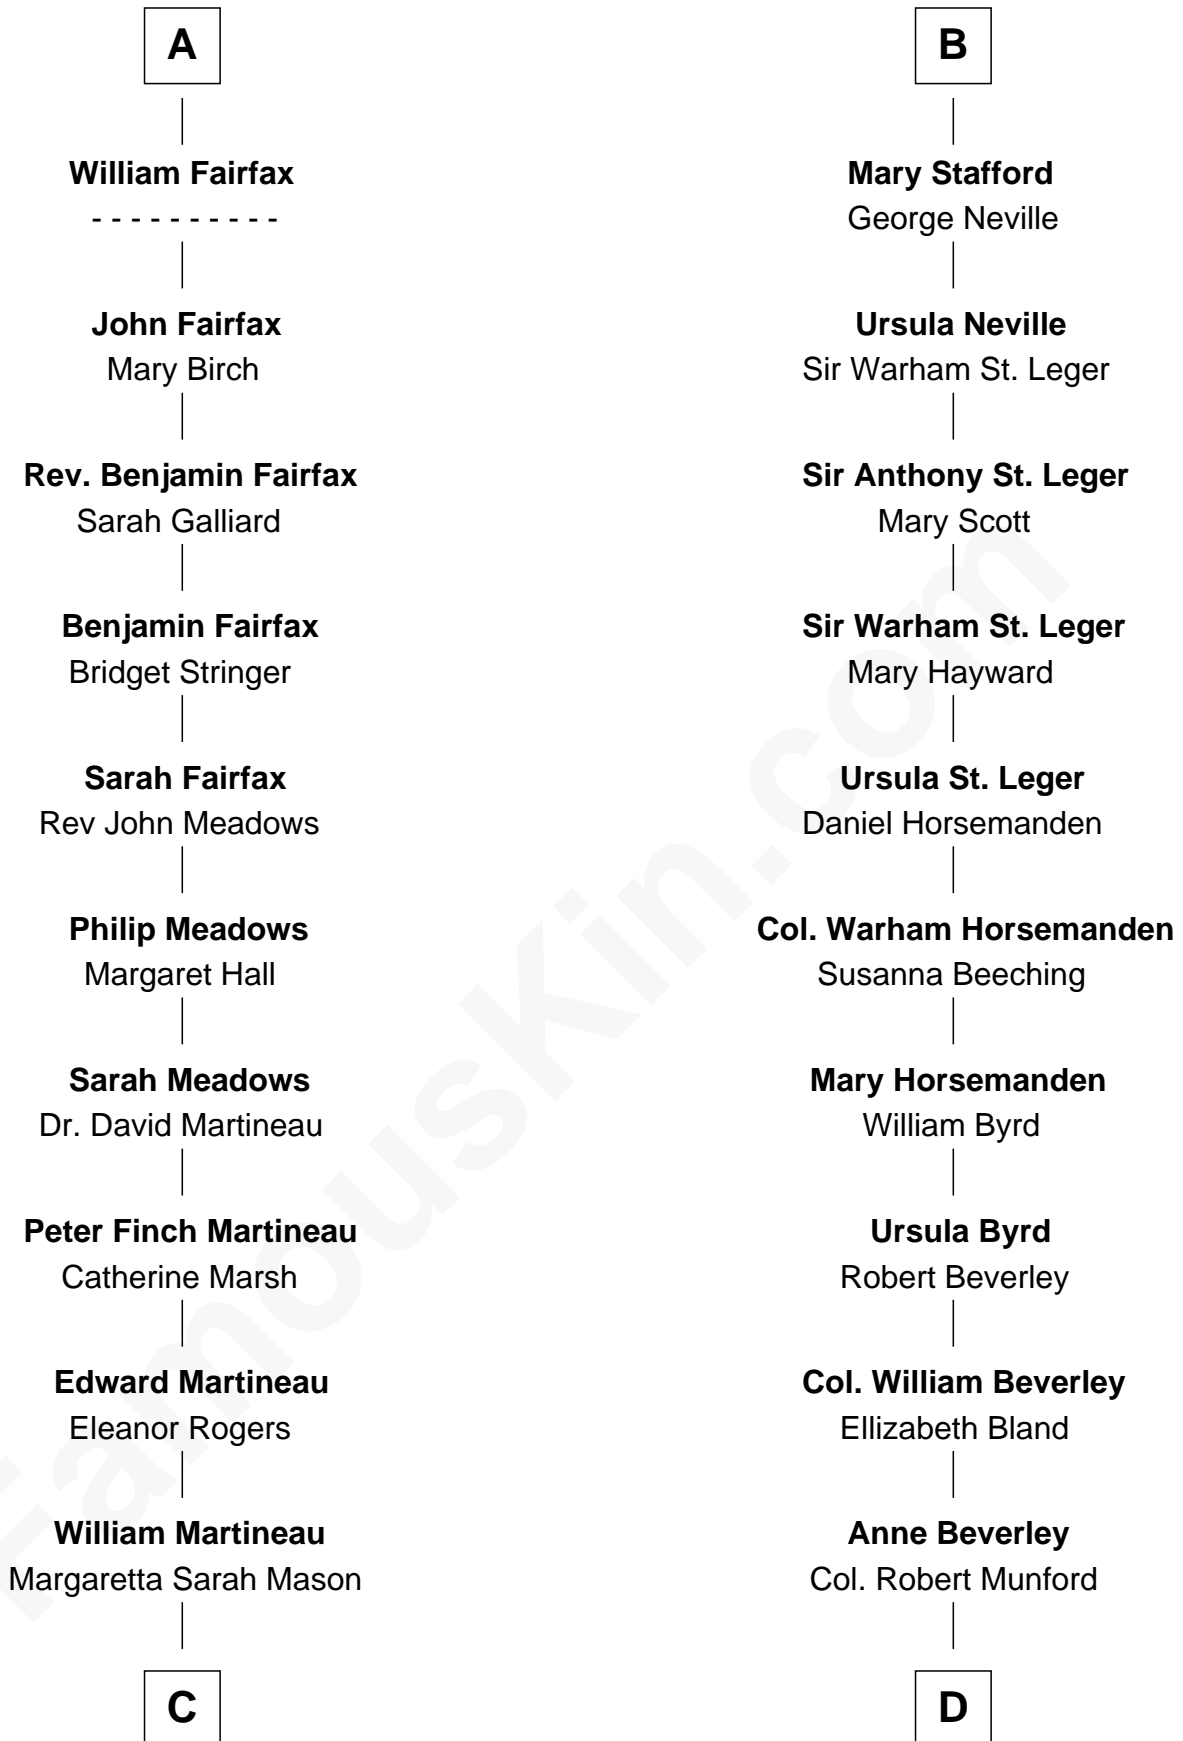 A
William Fairfax
- - - - - - - - - -
John Fairfax
Mary Birch
Rev. Benjamin Fairfax
Sarah Galliard
Benjamin Fairfax
Bridget Stringer
Sarah Fairfax
Rev John Meadows
Philip Meadows
Margaret Hall
Sarah Meadows
Dr. David Martineau
Peter Finch Martineau
Catherine Marsh
Edward Martineau
Eleanor Rogers
William Martineau
Margaretta Sarah Mason
C
B
Mary Stafford
George Neville
Ursula Neville
Sir Warham St. Leger
Sir Anthony St. Leger
Mary Scott
Sir Warham St. Leger
Mary Hayward
Ursula St. Leger
Daniel Horsemanden
Col. Warham Horsemanden
Susanna Beeching
Mary Horsemanden
William Byrd
Ursula Byrd
Robert Beverley
Col. William Beverley
Ellizabeth Bland
Anne Beverley
Col. Robert Munford
D
FamousKin.com